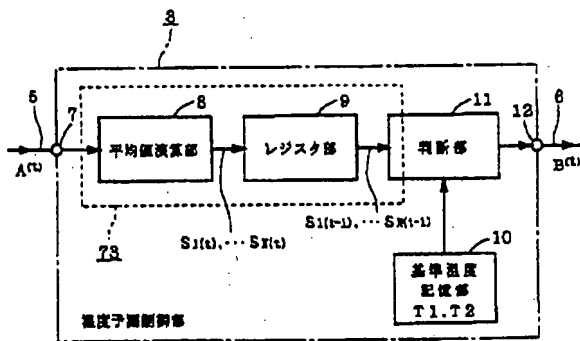 3
5
7
8
9
11
12
6
A(t)
平均値演算部
レジスタ部
判断部
B(t)
S1(t),…SN(t)
S1(t-1),…SN(t-1)
73
10
基準温度
記憶部
T1.T2
温度予測制御部